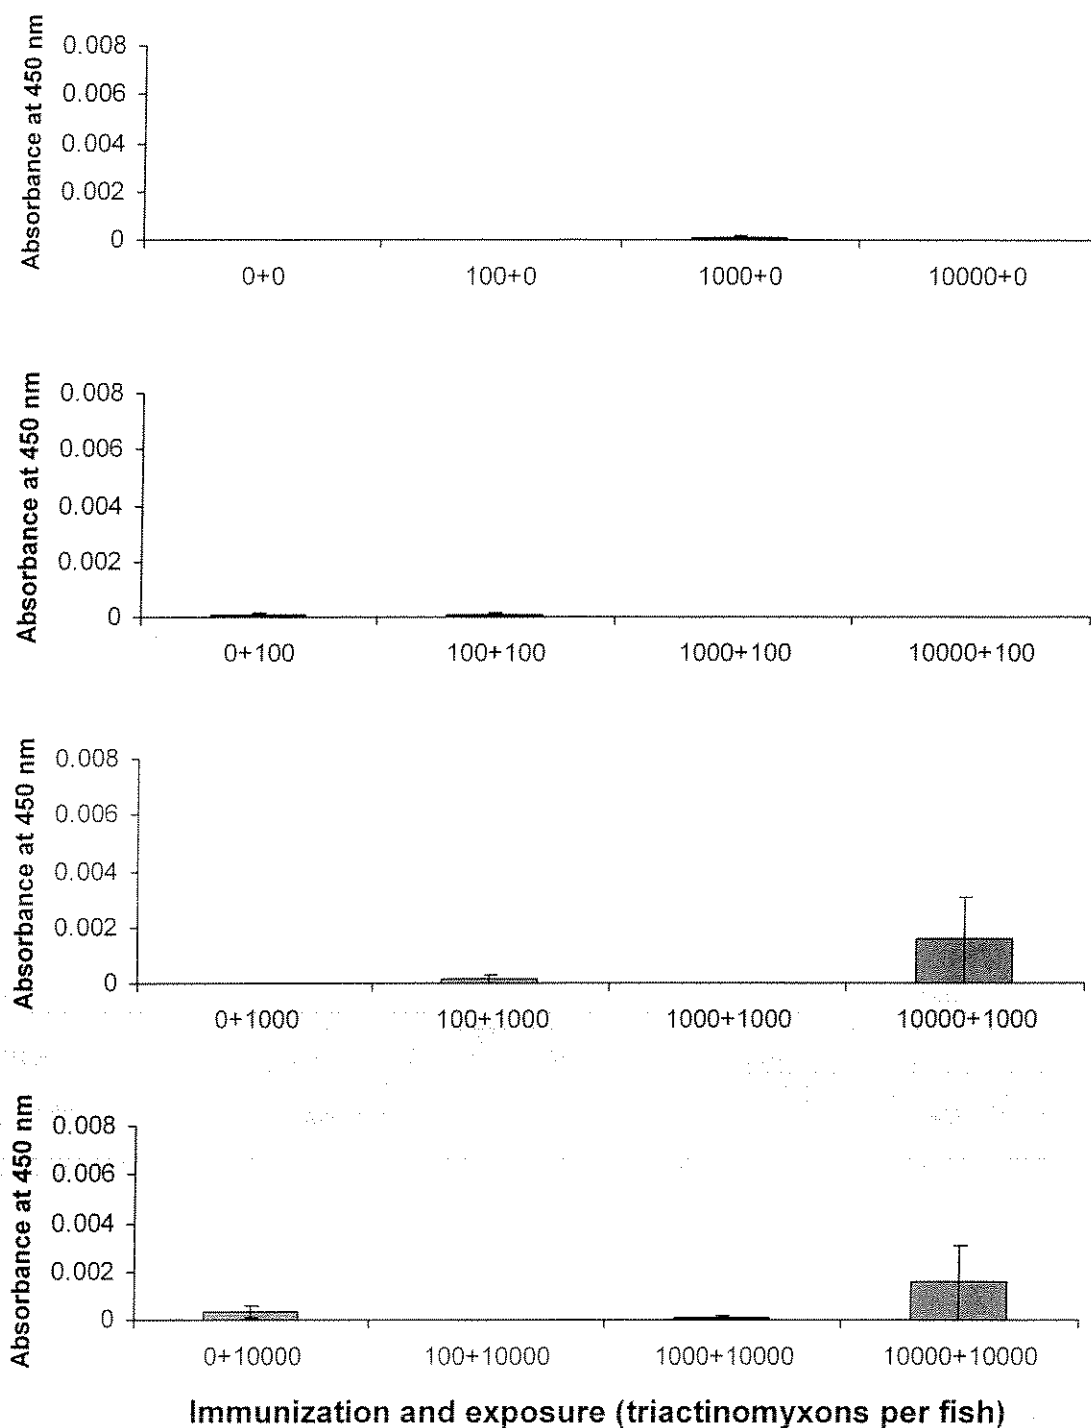 Absorbance at 450 nm
0.008
0.006
0.004
0.002
0
0+0 100+0 1000+0 10000+0
Absorbance at 450 nm
0.008
0.006
0.004
0.002
0
0+100 100+100 1000+100 10000+100
Absorbance at 450 nm
0.008
0.006
0.004
0.002
0
0+1000 100+1000 1000+1000 10000+1000
Absorbance at 450 nm
0.008
0.006
0.004
0.002
0
0+10000 100+10000 1000+10000 10000+10000
Immunization and exposure (triactinomyxons per fish)